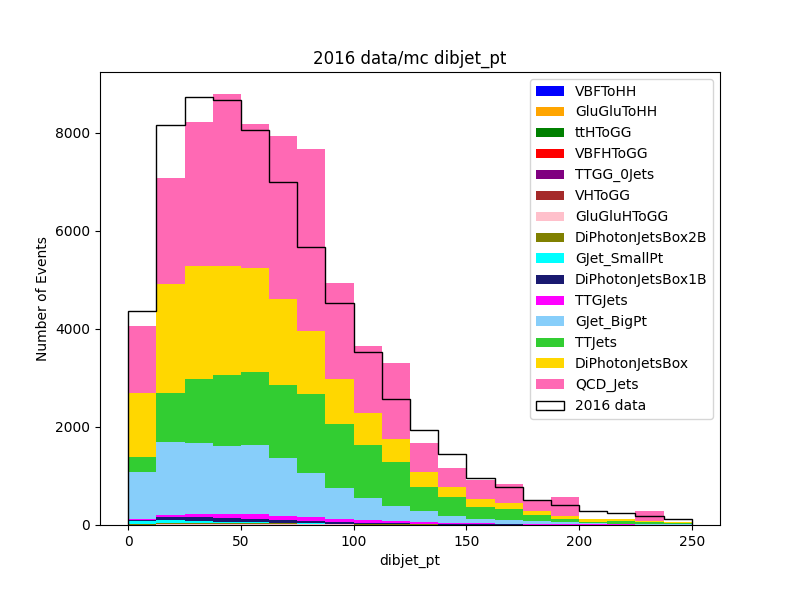 2016 data/mc dibjet_pt
Number of Events
8000
6000
4000
2000
0
0
50
100
150
200
250
dibjet_pt
VBFToHH
GluGluToHH
ttHToGG
VBFHToGG
TTGG_0Jets
VHToGG
GluGluHToGG
DiPhotonJetsBox2B
GJet_SmallPt
DiPhotonJetsBox1B
TTGJets
GJet_BigPt
TTJets
DiPhotonJetsBox
QCD_Jets
2016 data